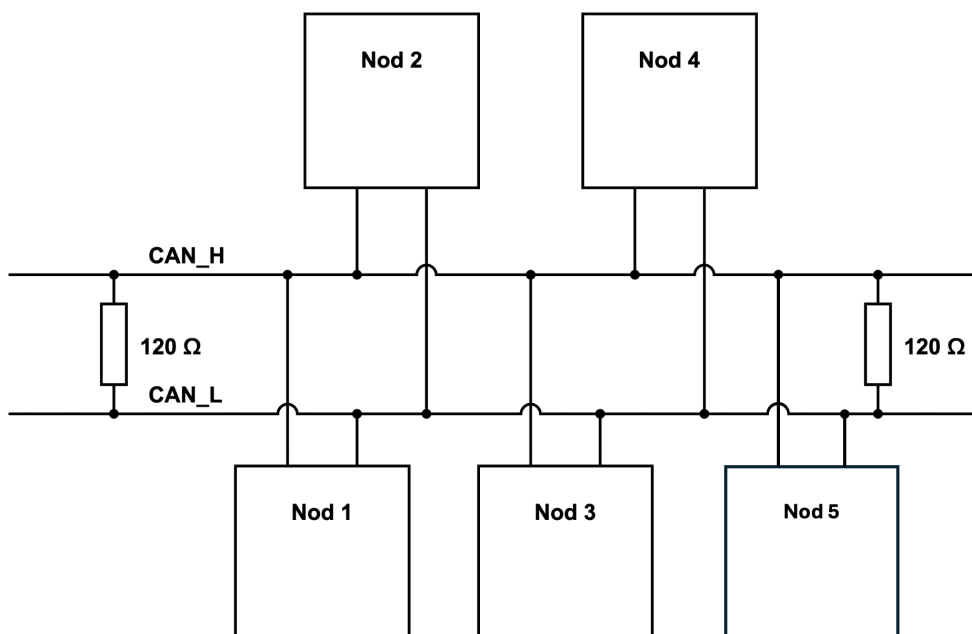 Nod 2
Nod 4
CAN_H
120 Ω
120 Ω
CAN_L
Nod 1
Nod 3
Nod 5